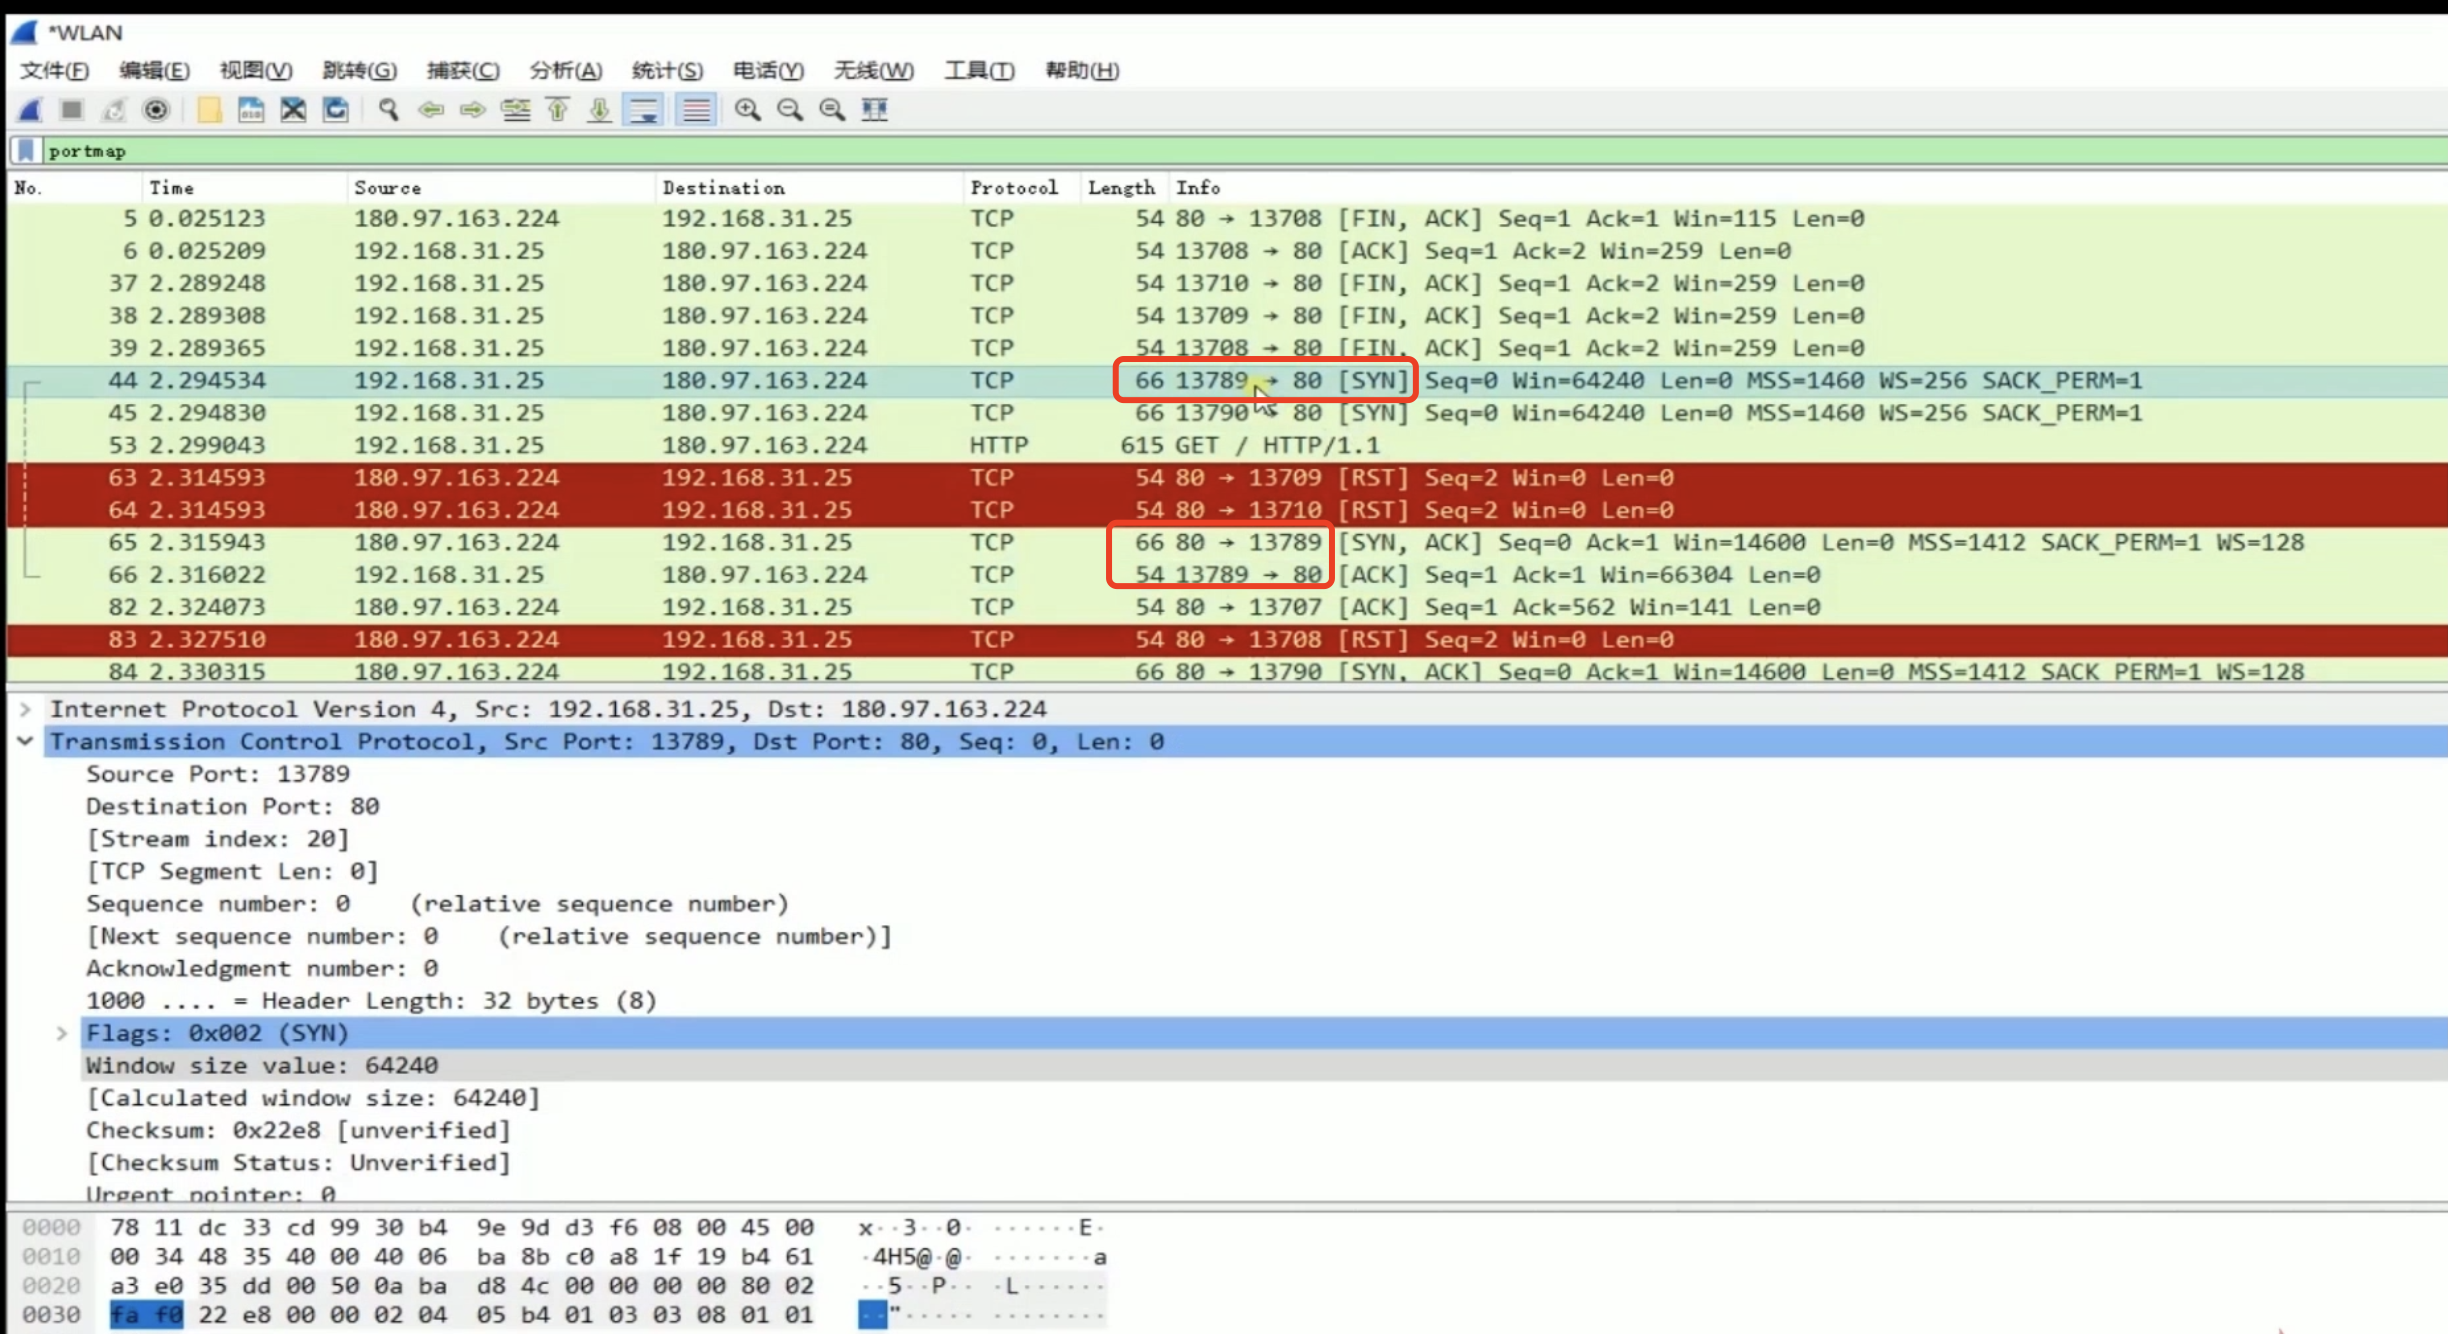 *WLAN
文件(F) 编辑(E) 视图(V) 跳转(G) 捕获(C) 分析(A) 统计(S) 电话(Y) 无线(W) 工具(T) 帮助(H)
portmap
No. Time Source Destination Protocol Length Info
5 0.025123 180.97.163.224 192.168.31.25 TCP 54 80 → 13708 [FIN, ACK] Seq=1 Ack=1 Win=115 Len=0
6 0.025209 192.168.31.25 180.97.163.224 TCP 54 13708 → 80 [ACK] Seq=1 Ack=2 Win=259 Len=0
37 2.289248 192.168.31.25 180.97.163.224 TCP 54 13710 → 80 [FIN, ACK] Seq=1 Ack=2 Win=259 Len=0
38 2.289308 192.168.31.25 180.97.163.224 TCP 54 13709 → 80 [FIN, ACK] Seq=1 Ack=2 Win=259 Len=0
39 2.289365 192.168.31.25 180.97.163.224 TCP 54 13708 → 80 [FIN, ACK] Seq=1 Ack=2 Win=259 Len=0
44 2.294534 192.168.31.25 180.97.163.224 TCP 66 13789 → 80 [SYN] Seq=0 Win=64240 Len=0 MSS=1460 WS=256 SACK_PERM=1
45 2.294830 192.168.31.25 180.97.163.224 TCP 66 13790 → 80 [SYN] Seq=0 Win=64240 Len=0 MSS=1460 WS=256 SACK_PERM=1
53 2.299043 192.168.31.25 180.97.163.224 HTTP 615 GET / HTTP/1.1
63 2.314593 180.97.163.224 192.168.31.25 TCP 54 80 → 13709 [RST] Seq=2 Win=0 Len=0
64 2.314593 180.97.163.224 192.168.31.25 TCP 54 80 → 13710 [RST] Seq=2 Win=0 Len=0
65 2.315943 180.97.163.224 192.168.31.25 TCP 66 80 → 13789 [SYN, ACK] Seq=0 Ack=1 Win=14600 Len=0 MSS=1412 SACK_PERM=1 WS=128
66 2.316022 192.168.31.25 180.97.163.224 TCP 54 13789 → 80 [ACK] Seq=1 Ack=1 Win=66304 Len=0
82 2.324073 180.97.163.224 192.168.31.25 TCP 54 80 → 13707 [ACK] Seq=1 Ack=562 Win=141 Len=0
83 2.327510 180.97.163.224 192.168.31.25 TCP 54 80 → 13708 [RST] Seq=2 Win=0 Len=0
84 2.330315 180.97.163.224 192.168.31.25 TCP 66 80 → 13790 [SYN, ACK] Seq=0 Ack=1 Win=14600 Len=0 MSS=1412 SACK_PERM=1 WS=128
Internet Protocol Version 4, Src: 192.168.31.25, Dst: 180.97.163.224
Transmission Control Protocol, Src Port: 13789, Dst Port: 80, Seq: 0, Len: 0
Source Port: 13789
Destination Port: 80
[Stream index: 20]
[TCP Segment Len: 0]
Sequence number: 0 (relative sequence number)
[Next sequence number: 0 (relative sequence number)]
Acknowledgment number: 0
1000 .... = Header Length: 32 bytes (8)
Flags: 0x002 (SYN)
Window size value: 64240
[Calculated window size: 64240]
Checksum: 0x22e8 [unverified]
[Checksum Status: Unverified]
Urgent pointer: 0
0000 78 11 dc 33 cd 99 30 b4 9e 9d d3 f6 08 00 45 00 x··3··0· ······E·
0010 00 34 48 35 40 00 40 06 ba 8b c0 a8 1f 19 b4 61 ·4H5@·@· ·······a
0020 a3 e0 35 dd 00 50 0a ba d8 4c 00 00 00 00 80 02 ··5··P·· ·L······
0030 fa f0 22 e8 00 00 02 04 05 b4 01 03 03 08 01 01 ··"····· ········